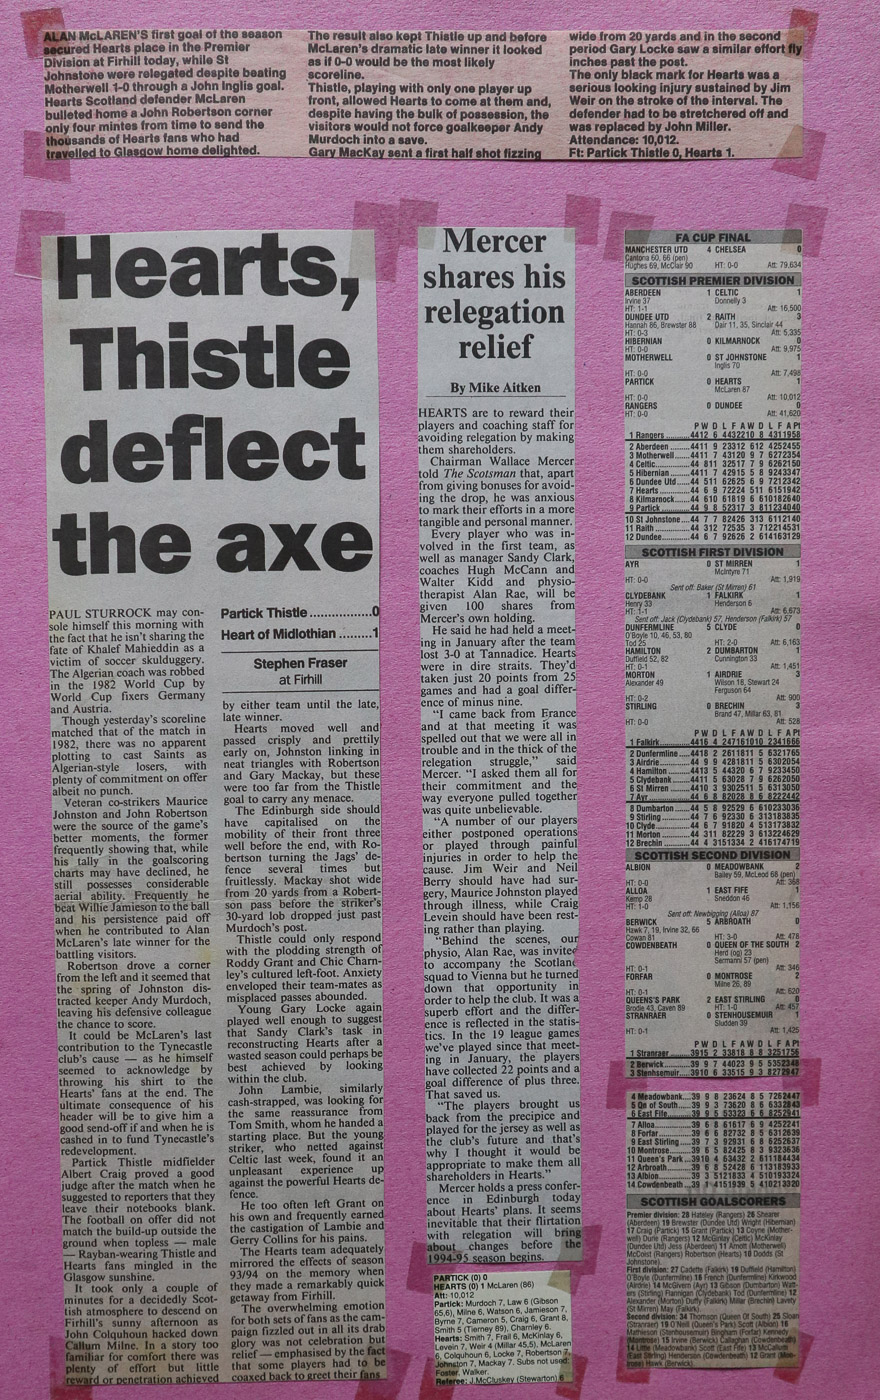 ALAN McLAREN'S first goal of the season
secured Hearts place in the Premier
Division at Firhill today, while St
Johnstone were relegated despite beating
Motherwell 1-0 through a John Inglis goal.
Hearts Scotland defender McLaren
bulleted home a John Robertson corner
only four mintes from time to send the
thousands of Hearts fans who had
travelled to Glasgow home delighted.
The result also kept Thistle up and before
McLaren's dramatic late winner it looked
as if 0-0 would be the most likely
scoreline.
Thistle, playing with only one player up
front, allowed Hearts to come at them and,
despite having the bulk of possession, the
visitors would not force goalkeeper Andy
Murdoch into a save.
Gary MacKay sent a first half shot fizzing
wide from 20 yards and in the second
period Gary Locke saw a similar effort fly
inches past the post.
The only black mark for Hearts was a
serious looking injury sustained by Jim
Weir on the stroke of the interval. The
defender had to be stretchered off and
was replaced by John Miller.
Attendance: 10,012.
Ft: Partick Thistle 0, Hearts 1.
Hearts,
Thistle
deflect
the axe
PAUL STURROCK may con-
sole himself this morning with
the fact that he isn't sharing the
fate of Khalef Mahieddin as a
victim of soccer skulduggery.
The Algerian coach was robbed
in the 1982 World Cup by
World Cup fixers Germany
and Austria.
Though yesterday's scoreline
matched that of the match in
1982, there was no apparent
plotting to cast Saints as
Algerian-style losers, with
plenty of commitment on offer
albeit no punch.
Veteran co-strikers Maurice
Johnston and John Robertson
were the source of the game's
better moments, the former
frequently showing that, while
his tally in the goalscoring
charts may have declined, he
still possesses considerable
aerial ability. Frequently he
beat Willie Jamieson to the ball
and his persistence paid off
when he contributed to Alan
McLaren's late winner for the
battling visitors.
Robertson drove a corner
from the left and it seemed that
the spring of Johnston dis-
tracted keeper Andy Murdoch,
leaving his defensive colleague
the chance to score.
It could be McLaren's last
contribution to the Tynecastle
club's cause — as he himself
seemed to acknowledge by
throwing his shirt to the
Hearts' fans at the end. The
ultimate consequence of his
header will be to give him a
good send-off if and when he is
cashed in to fund Tynecastle's
redevelopment.
Partick Thistle midfielder
Albert Craig proved a good
judge after the match when he
suggested to reporters that they
leave their notebooks blank.
The football on offer did not
match the build-up outside the
ground when topless — male
— Rayban-wearing Thistle and
Hearts fans mingled in the
Glasgow sunshine.
It took only a couple of
minutes for a decidedly Scot-
tish atmosphere to descend on
Firhill's sunny afternoon as
John Colquhoun hacked down
Callum Milne. In a story too
familiar for comfort there was
plenty of effort but little
reward or penetration achieved
Partick Thistle ...............0
Heart of Midlothian .........1
Stephen Fraser
at Firhill
by either team until the late,
late winner.
Hearts moved well and
passed crisply and prettily
early on, Johnston linking in
neat triangles with Robertson
and Gary Mackay, but these
were too far from the Thistle
goal to carry any menace.
The Edinburgh side should
have capitalised on the
mobility of their front three
well before the end, with Ro-
bertson turning the Jags' de-
fence several times but
fruitlessly. Mackay shot wide
from 20 yards from a Robert-
son pass before the striker's
30-yard lob dropped just past
Murdoch's post.
Thistle could only respond
with the plodding strength of
Roddy Grant and Chic Charn-
ley's cultured left-foot. Anxiety
enveloped their team-mates as
misplaced passes abounded.
Young Gary Locke again
played well enough to suggest
that Sandy Clark's task in
reconstructing Hearts after a
wasted season could perhaps be
best achieved by looking
within the club.
John Lambie, similarly
cash-strapped, was looking for
the same reassurance from
Tom Smith, whom he handed a
starting place. But the young
striker, who netted against
Celtic last week, found it an
unpleasant experience up
against the powerful Hearts de-
fence.
He too often left Grant on
his own and frequently earned
the castigation of Lambie and
Gerry Collins for his pains.
The Hearts team adequately
mirrored the effects of season
93/94 on the memory when
they made a remarkably quick
getaway from Firhill.
The overwhelming emotion
for both sets of fans as the cam-
paign fizzled out in all its drab
glory was not celebration but
relief — emphasised by the fact
that some players had to be
coaxed back to greet their fans
Mercer
shares his
relegation
relief
By Mike Aitken
HEARTS are to reward their
players and coaching staff for
avoiding relegation by making
them shareholders.
Chairman Wallace Mercer
told The Scotsman that, apart
from giving bonuses for avoid-
ing the drop, he was anxious
to mark their efforts in a more
tangible and personal manner.
Every player who was in-
volved in the first team, as
well as manager Sandy Clark,
coaches Hugh McCann and
Walter Kidd and physio-
therapist Alan Rae, will be
given 100 shares from
Mercer's own holding.
He said he had held a meet-
ing in January after the team
lost 3-0 at Tannadice. Hearts
were in dire straits. They'd
taken just 20 points from 25
games and had a goal differ-
ence of minus nine.
"I came back from France
and at that meeting it was
spelled out that we were all in
trouble and in the thick of the
relegation struggle," said
Mercer. "I asked them all for
their commitment and the
way everyone pulled together
was quite unbelievable.
"A number of our players
either postponed operations
or played through painful
injuries in order to help the
cause. Jim Weir and Neil
Berry should have had sur-
gery, Maurice Johnston played
through illness, while Craig
Levein should have been rest-
ing rather than playing.
"Behind the scenes, our
physio, Alan Rae, was invited
to accompany the Scotland
squad to Vienna but he turned
down that opportunity in
order to help the club. It was a
superb effort and the differ-
ence is reflected in the statis-
tics. In the 19 league games
we've played since that meet-
ing in January, the players
have collected 22 points and a
goal difference of plus three.
That saved us.
"The players brought us
back from the precipice and
played for the jersey as well as
the club's future and that's
why I thought it would be
appropriate to make them all
shareholders in Hearts."
Mercer holds a press confer-
ence in Edinburgh today
about Hearts' plans. It seems
inevitable that their flirtation
with relegation will bring
about changes before the
1994-95 season begins.
PARTICK (0) 0
HEARTS (0) 1 McLaren (86)
Att: 10,012
Partick: Murdoch 7, Law 6 (Gibson
65,6), Milne 6, Watson 6, Jamieson 7,
Byrne 7, Cameron 5, Craig 6, Grant 8,
Smith 5 (Tierney 89), Charnley 6.
Hearts: Smith 7, Frail 6, McKinlay 6,
Levein 7, Weir 4 (Millar 45,5), McLaren
6, Colquhoun 6, Locke 7, Robertson 7,
Johnston 7, Mackay 7. Subs not used:
Foster, Walker.
Referee: J.McCluskey (Stewarton) 6
FA CUP FINAL
MANCHESTER UTD 4 CHELSEA 0
Cantona 60, 66 (pen)
Hughes 69, McClair 90 HT: 0-0 Att: 79,634
SCOTTISH PREMIER DIVISION
ABERDEEN 1 CELTIC 1
Irvine 37 Donnelly 3
HT: 1-1 Att: 16,500
DUNDEE UTD 2 RAITH 3
Hannah 86, Brewster 88 Dair 11, 35, Sinclair 44
HT: 0-3 Att: 5,335
HIBERNIAN 0 KILMARNOCK 0
HT: 0-0 Att: 9,975
MOTHERWELL 0 ST JOHNSTONE 1
Inglis 70
HT: 0-0 Att: 7,498
PARTICK 0 HEARTS 1
McLaren 87
HT: 0-0 Att: 10,012
RANGERS 0 DUNDEE 0
HT: 0-0 Att: 41,620
P W D L F A W D L F A Pt
SCOTTISH FIRST DIVISION
AYR 0 ST MIRREN 1
McIntyre 71
HT: 0-0 Att: 1,919
Sent off: Baker (St Mirren) 61
CLYDEBANK 1 FALKIRK 1
Henry 33 Henderson 6
HT: 1-1 Att: 6,673
Sent off: Jack (Clydebank) 57, Henderson (Falkirk) 57
DUNFERMLINE 5 CLYDE 0
O'Boyle 10, 46, 53, 80
Tod 25 HT: 2-0 Att: 6,163
HAMILTON 2 DUMBARTON 1
Duffield 52, 82 Cunnington 33
HT: 0-1 Att: 1,451
MORTON 1 AIRDRIE 3
Alexander 49 Wilson 18, Stewart 24
Ferguson 64
HT: 0-2 Att: 900
STIRLING 0 BRECHIN 3
Brand 47, Millar 63, 81
HT: 0-0 Att: 528
P W D L F A W D L F A Pt
SCOTTISH SECOND DIVISION
ALBION 0 MEADOWBANK 2
Bailey 59, McLeod 68 (pen)
HT: 0-0 Att: 368
ALLOA 1 EAST FIFE 1
Kemp 28 Sneddon 46
HT: 1-0 Att: 1,156
Sent off: Newbigging (Alloa) 87
BERWICK 5 ARBROATH 0
Hawk 7, 19, Irvine 32, 66
Cowan 81 HT: 3-0 Att: 478
COWDENBEATH 0 QUEEN OF THE SOUTH 2
HT: 0-1 Att: 346
FORFAR 0 MONTROSE 2
Milne 26, 89
HT: 0-1 Att: 520
QUEEN'S PARK 2 EAST STIRLING 0
Brodie 43, Caven 89 HT: 1-0 Att: 457
STRANRAER 0 STENHOUSEMUIR 1
Sludden 39
HT: 0-1 Att: 1,425
P W D L F A W D L F A Pt
SCOTTISH GOALSCORERS